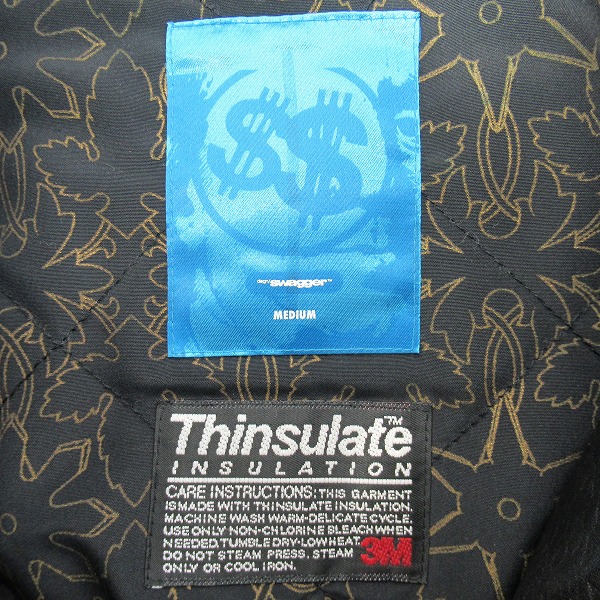 $$
swagger™
MEDIUM
Thinsulate™
INSULATION
CARE INSTRUCTIONS: THIS GARMENT
IS MADE WITH THINSULATE INSULATION.
MACHINE WASH WARM-DELICATE CYCLE.
USE ONLY NON-CHLORINE BLEACH WHEN
NEEDED. TUMBLE DRY-LOW HEAT.
DO NOT STEAM PRESS. STEAM
ONLY OR COOL IRON.
3M